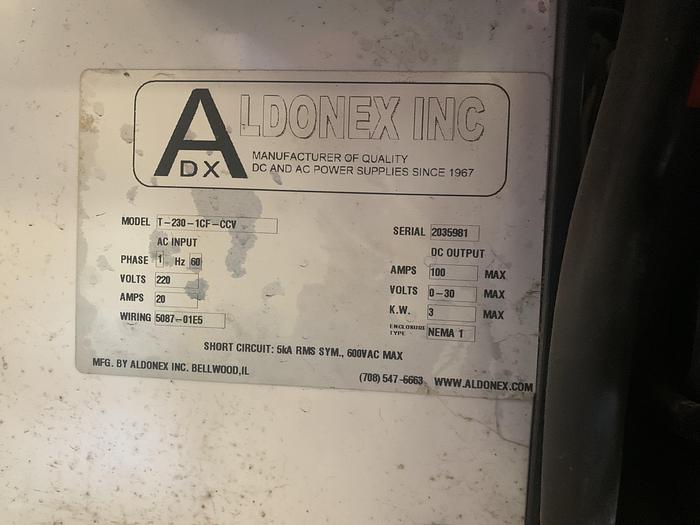 ALDONEX INC
ADX
MANUFACTURER OF QUALITY
DC AND AC POWER SUPPLIES SINCE 1967
MODEL T-230-1CF-CCV
SERIAL 2035981
AC INPUT
DC OUTPUT
PHASE 1 Hz 60
AMPS 100 MAX
VOLTS 220
VOLTS 0-30 MAX
AMPS 20
K.W. 3 MAX
WIRING 5087-01E5
ENCLOSURE TYPE NEMA 1
SHORT CIRCUIT: 5kA RMS SYM., 600VAC MAX
MFG. BY ALDONEX INC. BELLWOOD,IL
(708) 547-6663 WWW.ALDONEX.COM